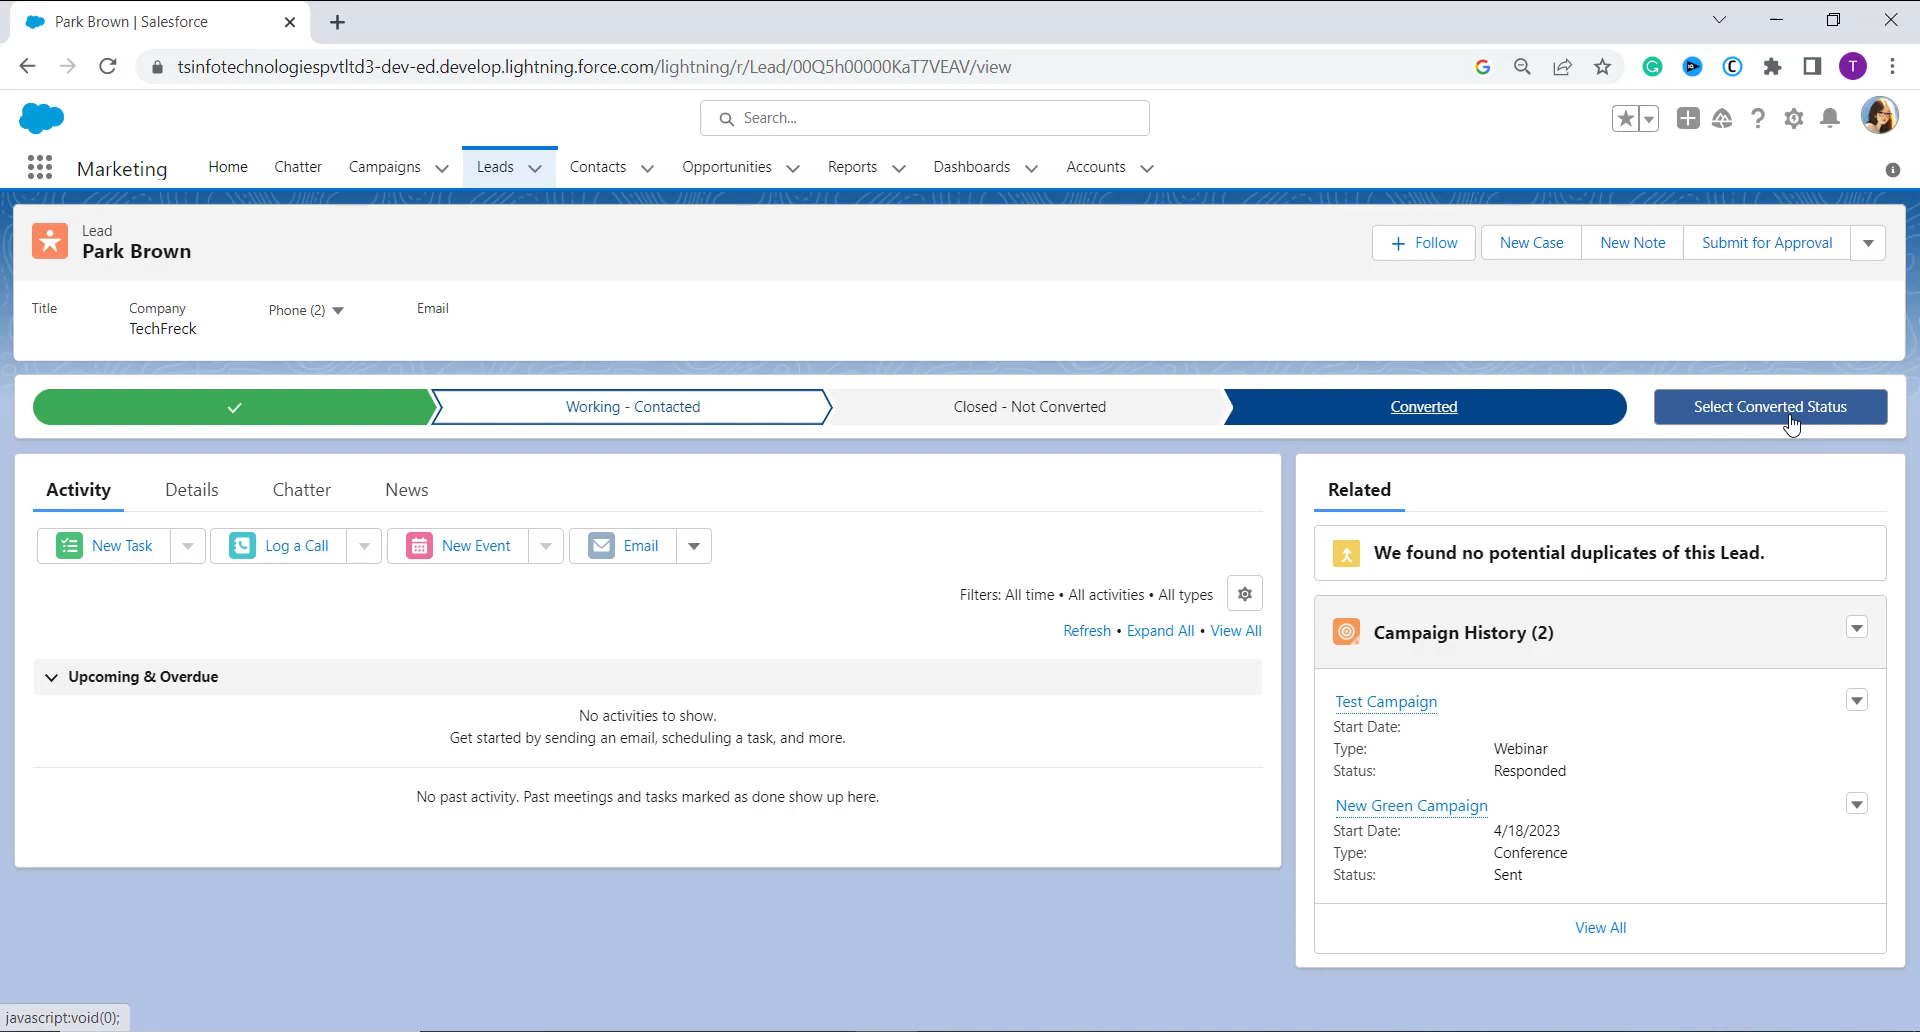 Park Brown | Salesforce
tsinfotechnologiespvtltd3-dev-ed.develop.lightning.force.com/lightning/r/Lead/00Q5h00000KaT7VEAV/view
T
Search...
Marketing Home Chatter Campaigns Leads Contacts Opportunities Reports Dashboards Accounts
Lead
Park Brown
Follow New Case New Note Submit for Approval
Title Company Phone (2) Email
TechFreck
Working - Contacted Closed - Not Converted Converted Select Converted Status
Activity Details Chatter News
New Task Log a Call New Event Email
Filters: All time • All activities • All types
Refresh • Expand All • View All
Upcoming & Overdue
No activities to show.
Get started by sending an email, scheduling a task, and more.
No past activity. Past meetings and tasks marked as done show up here.
Related
We found no potential duplicates of this Lead.
Campaign History (2)
Test Campaign
Start Date:
Type: Webinar
Status: Responded
New Green Campaign
Start Date: 4/18/2023
Type: Conference
Status: Sent
View All
javascript:void(0);